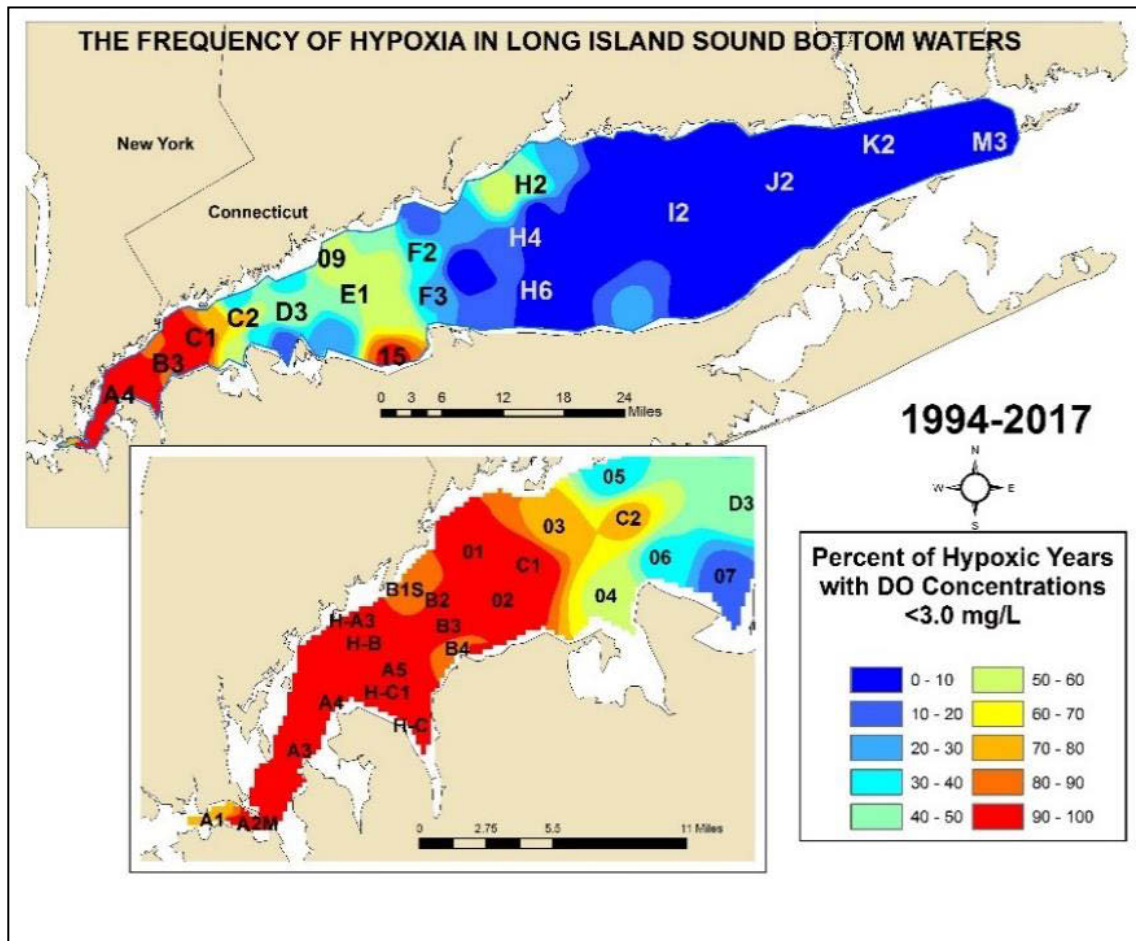 THE FREQUENCY OF HYPOXIA IN LONG ISLAND SOUND BOTTOM WATERS
New York
Connecticut
K2
M3
J2
H2
I2
H4
F2
09
H6
F3
E1
D3
C2
C1
15
B3
A4
0 3 6 12 18 24
Miles
1994-2017
N
W E
S
05
D3
03
C2
01
C1
06
07
B1S
B2
02
04
H-A3
B3
H-B
B4
A5
H-C1
A4
H-C
A3
A1
A2M
0 2.75 5.5 11 Miles
Percent of Hypoxic Years
with DO Concentrations
<3.0 mg/L
0 - 10
50 - 60
10 - 20
60 - 70
20 - 30
70 - 80
30 - 40
80 - 90
40 - 50
90 - 100